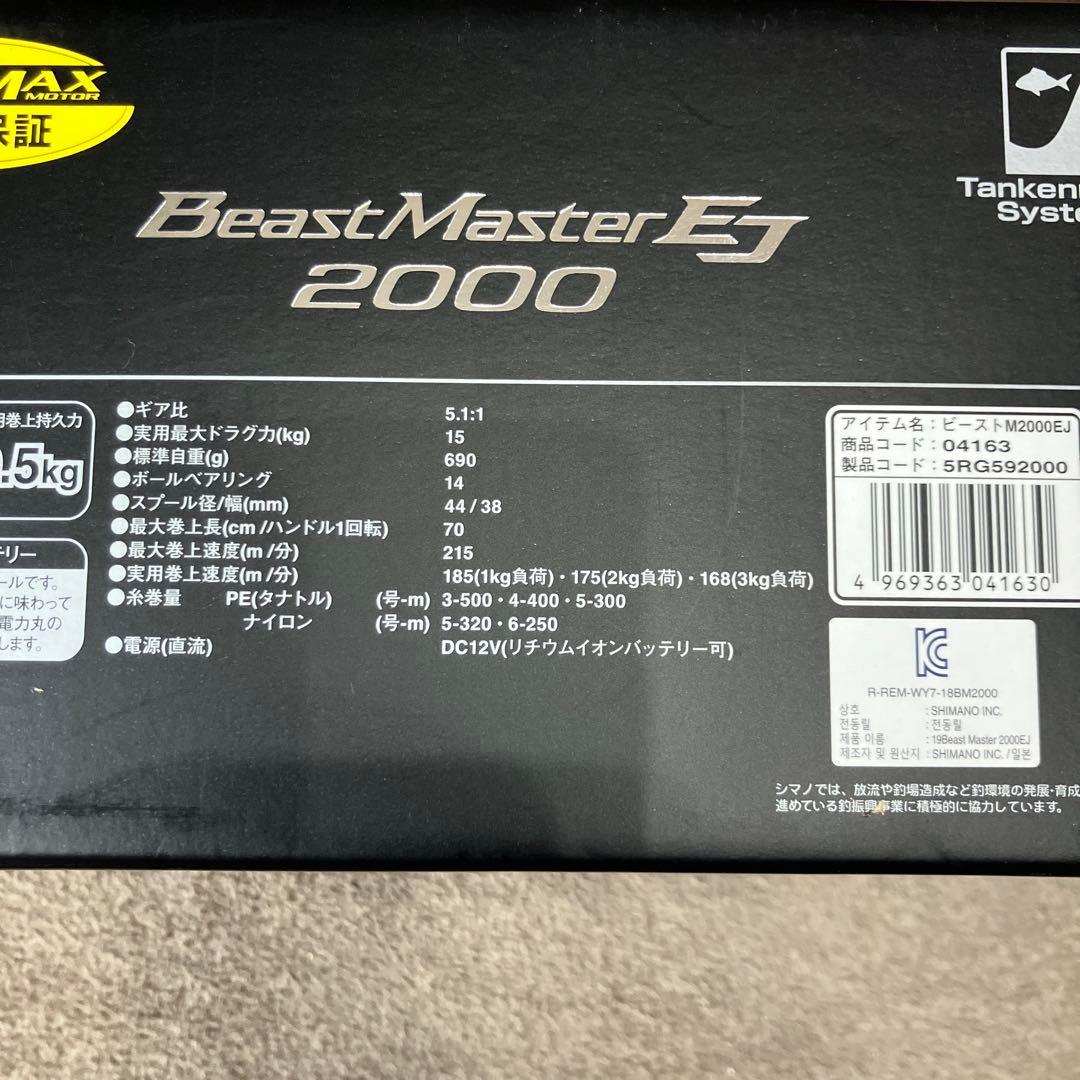 MAX
MOTOR
保証
Tankenm
System
BeastMaster EJ
2000
用巻上持久力
.5kg
テリー
ールです。
に味わって
電力丸の
します。
●ギア比 5.1:1
●実用最大ドラグ力(kg) 15
●標準自重(g) 690
●ボールベアリング 14
●スプール径/幅(mm) 44 / 38
●最大巻上長(cm /ハンドル1回転) 70
●最大巻上速度(m /分) 215
●実用巻上速度(m /分) 185(1kg負荷)・175(2kg負荷)・168(3kg負荷)
●糸巻量 PE(タナトル) (号-m) 3-500・4-400・5-300
ナイロン (号-m) 5-320・6-250
●電源(直流) DC12V(リチウムイオンバッテリー可)
アイテム名：ビーストM2000EJ
商品コード：04163
製品コード：5RG592000
4 969363 041630
R-REM-WY7-18BM2000
상호 : SHIMANO INC.
전동릴 : 전동릴
제품 이름 : 19Beast Master 2000EJ
제조자 및 원산지 : SHIMANO INC. /일본
シマノでは、放流や釣場造成など釣環境の発展・育成
進めている釣振興事業に積極的に協力しています。